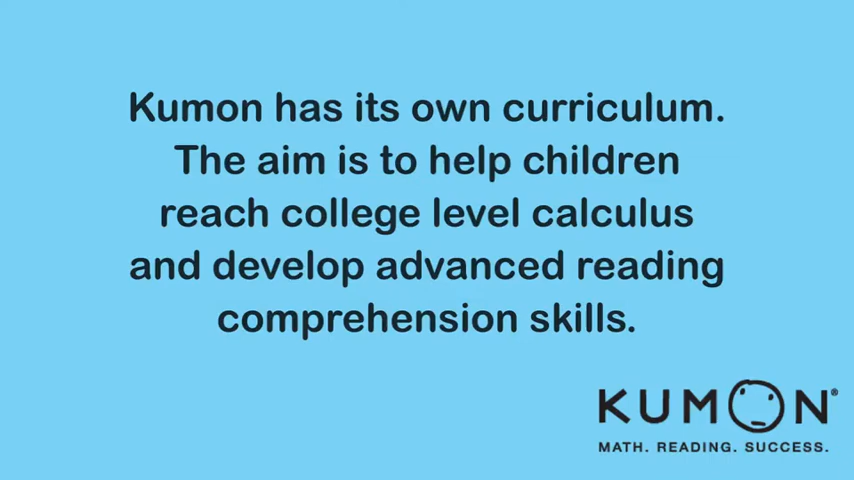 Kumon has its own curriculum.
The aim is to help children
reach college level calculus
and develop advanced reading
comprehension skills.
KUMON®
MATH. READING. SUCCESS.